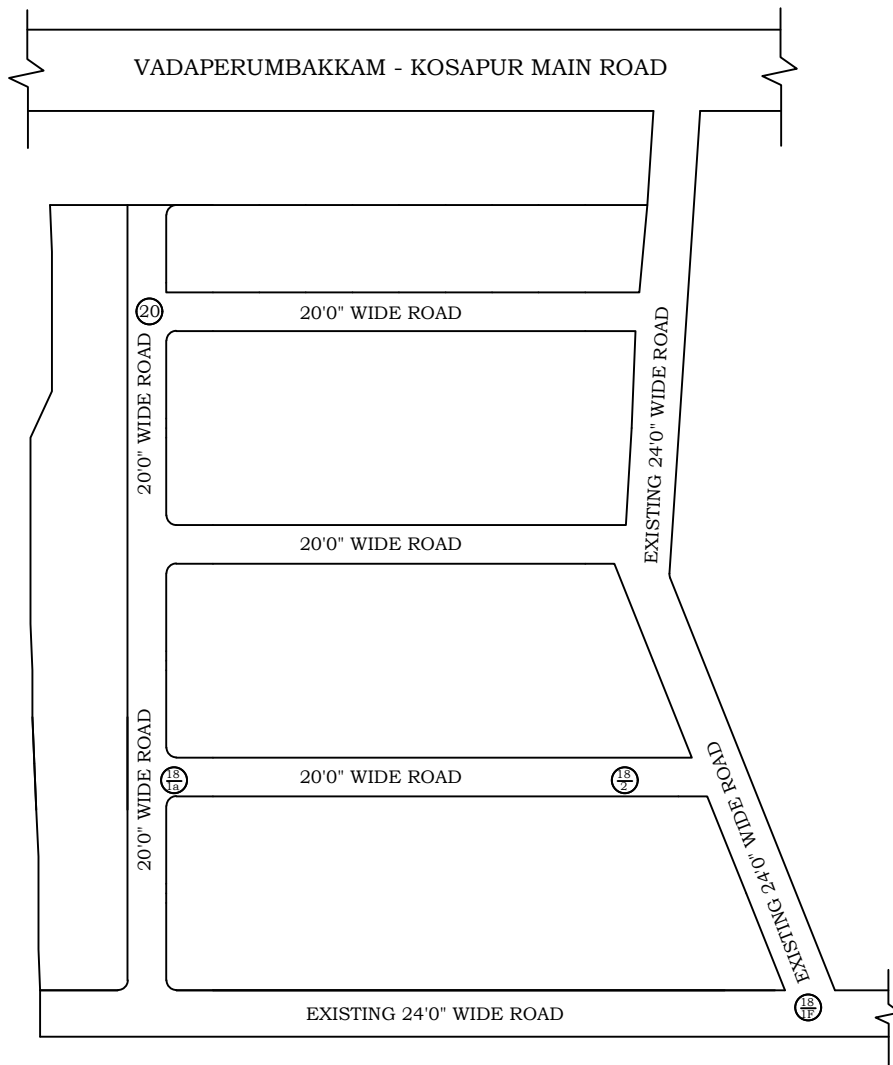 VADAPERUMBAKKAM - KOSAPUR MAIN ROAD
20
20'0" WIDE ROAD
20'0" WIDE ROAD
EXISTING 24'0" WIDE ROAD
20'0" WIDE ROAD
20'0" WIDE ROAD
18
1a
20'0" WIDE ROAD
18
2
EXISTING 24'0" WIDE ROAD
EXISTING 24'0" WIDE ROAD
18
1F